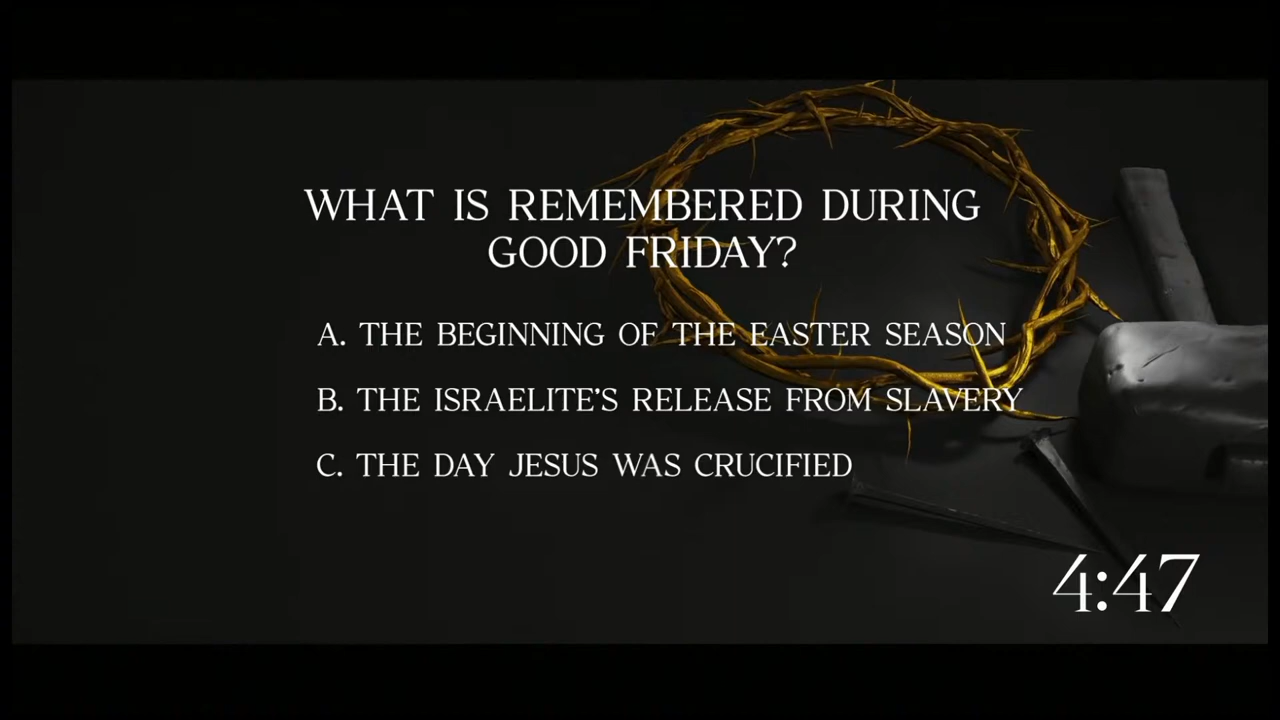 WHAT IS REMEMBERED DURING
GOOD FRIDAY?
A. THE BEGINNING OF THE EASTER SEASON
B. THE ISRAELITE’S RELEASE FROM SLAVERY
C. THE DAY JESUS WAS CRUCIFIED
4:47